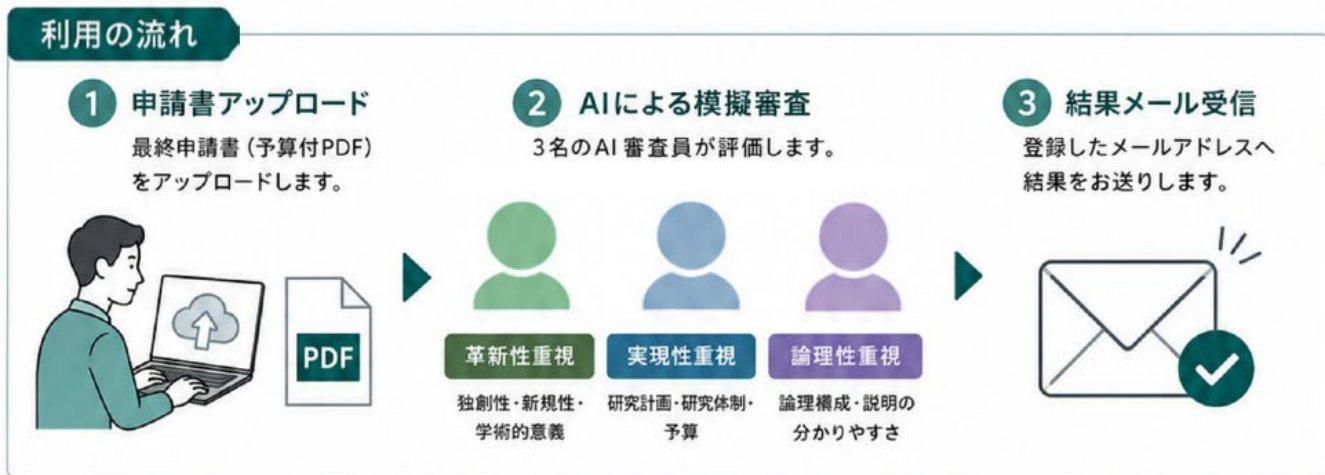 利用の流れ
1 申請書アップロード
最終申請書(予算付PDF)
をアップロードします。
PDF
2 AIによる模擬審査
3名のAI審査員が評価します。
革新性重視
独創性・新規性・
学術的意義
実現性重視
研究計画・研究体制・
予算
論理性重視
論理構成・説明の
分かりやすさ
3 結果メール受信
登録したメールアドレスへ
結果をお送りします。